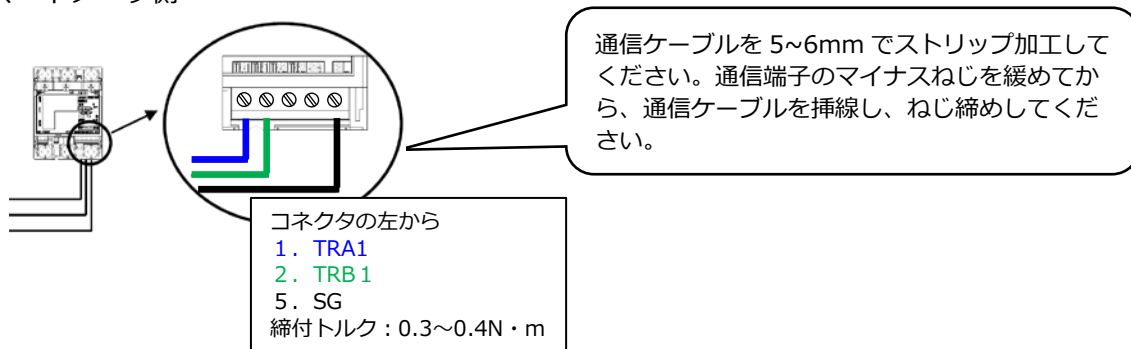 通信ケーブルを 5~6mm でストリップ加工して
ください。通信端子のマイナスねじを緩めてか
ら、通信ケーブルを挿線し、ねじ締めしてくだ
さい。
コネクタの左から
1．TRA1
2．TRB１
5．SG
締付トルク：0.3～0.4N・m